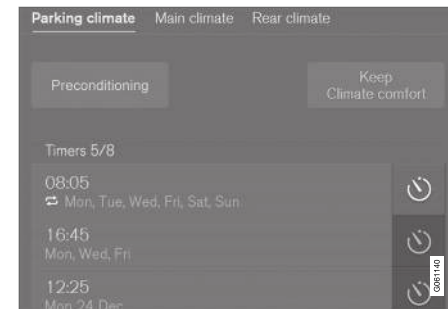 Parking climate Main climate Rear climate
Preconditioning
Keep
Climate comfort
Timers 5/8
08:05
Mon, Tue, Wed, Fri, Sat, Sun
16:45
Mon, Wed, Fri
12:25
Mon 24 Dec
G061140